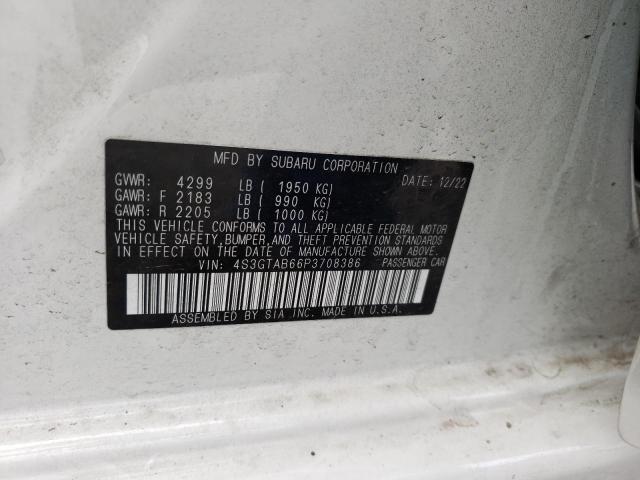 MFD BY SUBARU CORPORATION
GVWR: 4299 LB ( 1950 KG) DATE: 12/22
GAWR: F 2183 LB ( 990 KG)
GAWR: R 2205 LB ( 1000 KG)
THIS VEHICLE CONFORMS TO ALL APPLICABLE FEDERAL MOTOR
VEHICLE SAFETY, BUMPER, AND THEFT PREVENTION STANDARDS
IN EFFECT ON THE DATE OF MANUFACTURE SHOWN ABOVE.
VIN: 4S3GTAB66P3708386 PASSENGER CAR
ASSEMBLED BY SIA INC. MADE IN U.S.A.